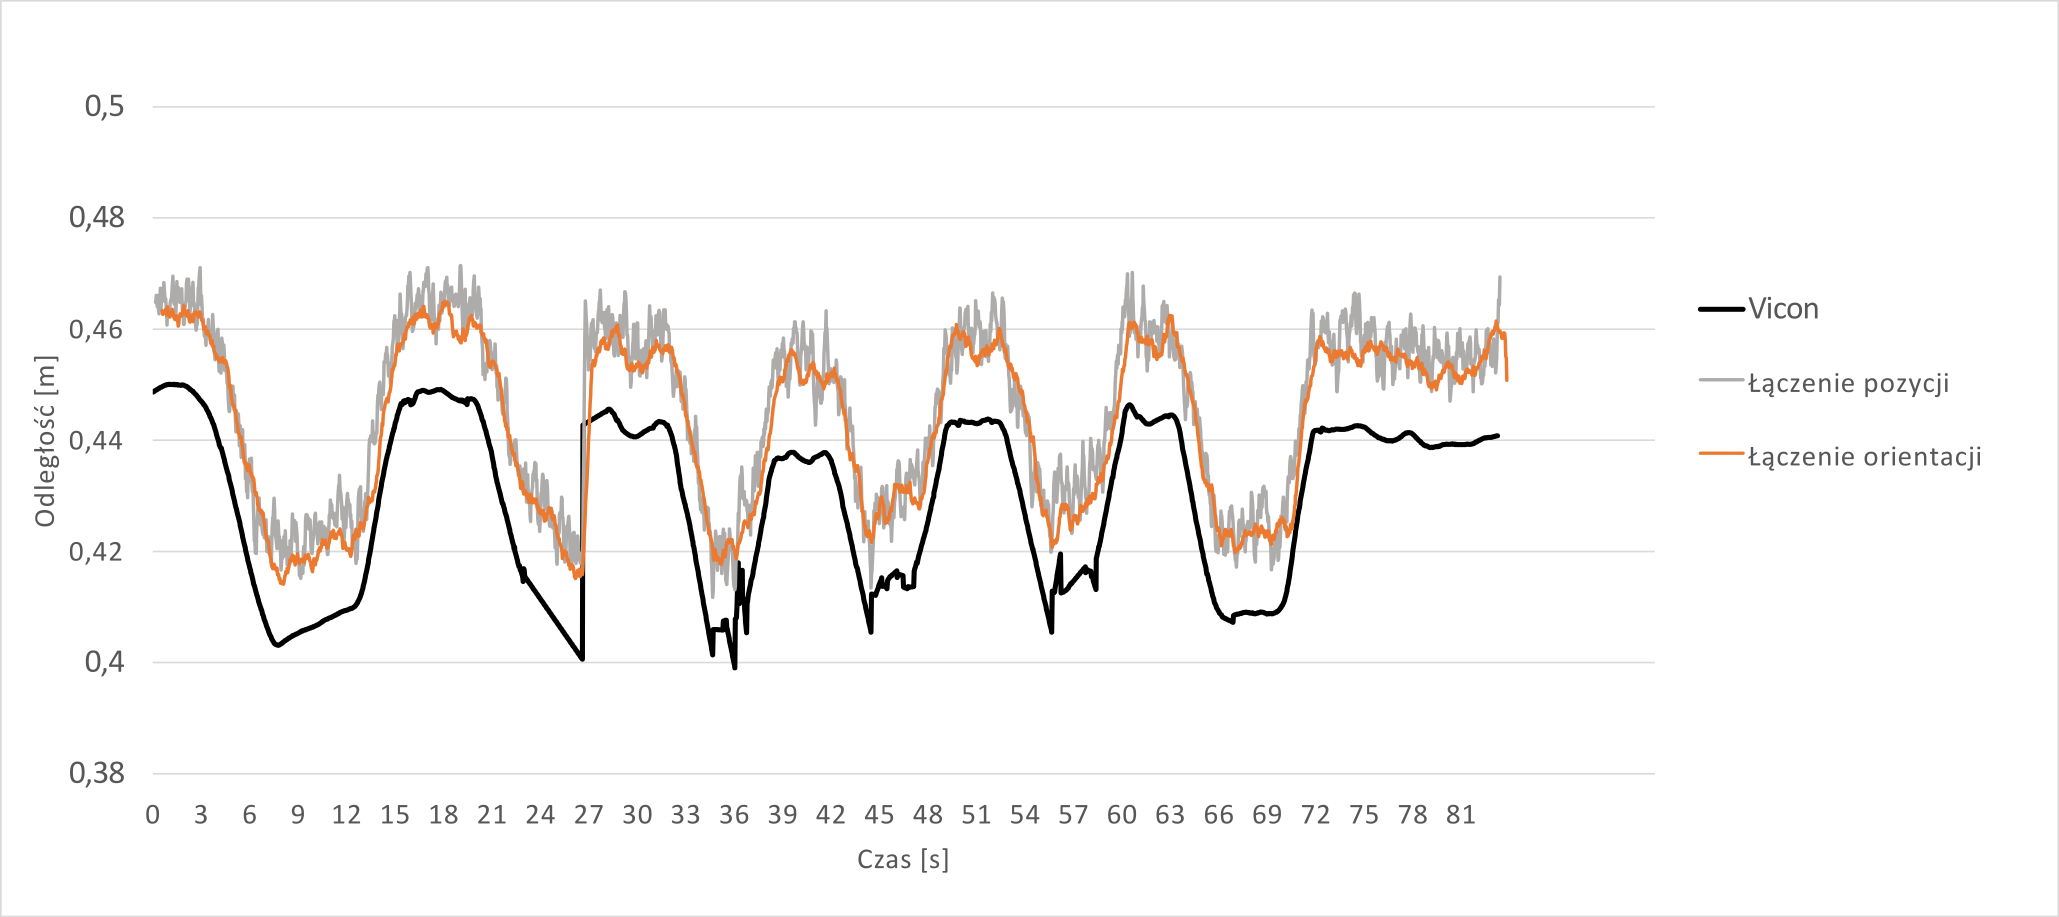 0,5
0,48
0,46
0,44
0,42
0,4
0,38
Odległość [m]
0 3 6 9 12 15 18 21 24 27 30 33 36 39 42 45 48 51 54 57 60 63 66 69 72 75 78 81
Czas [s]
Vicon
Łączenie pozycji
Łączenie orientacji